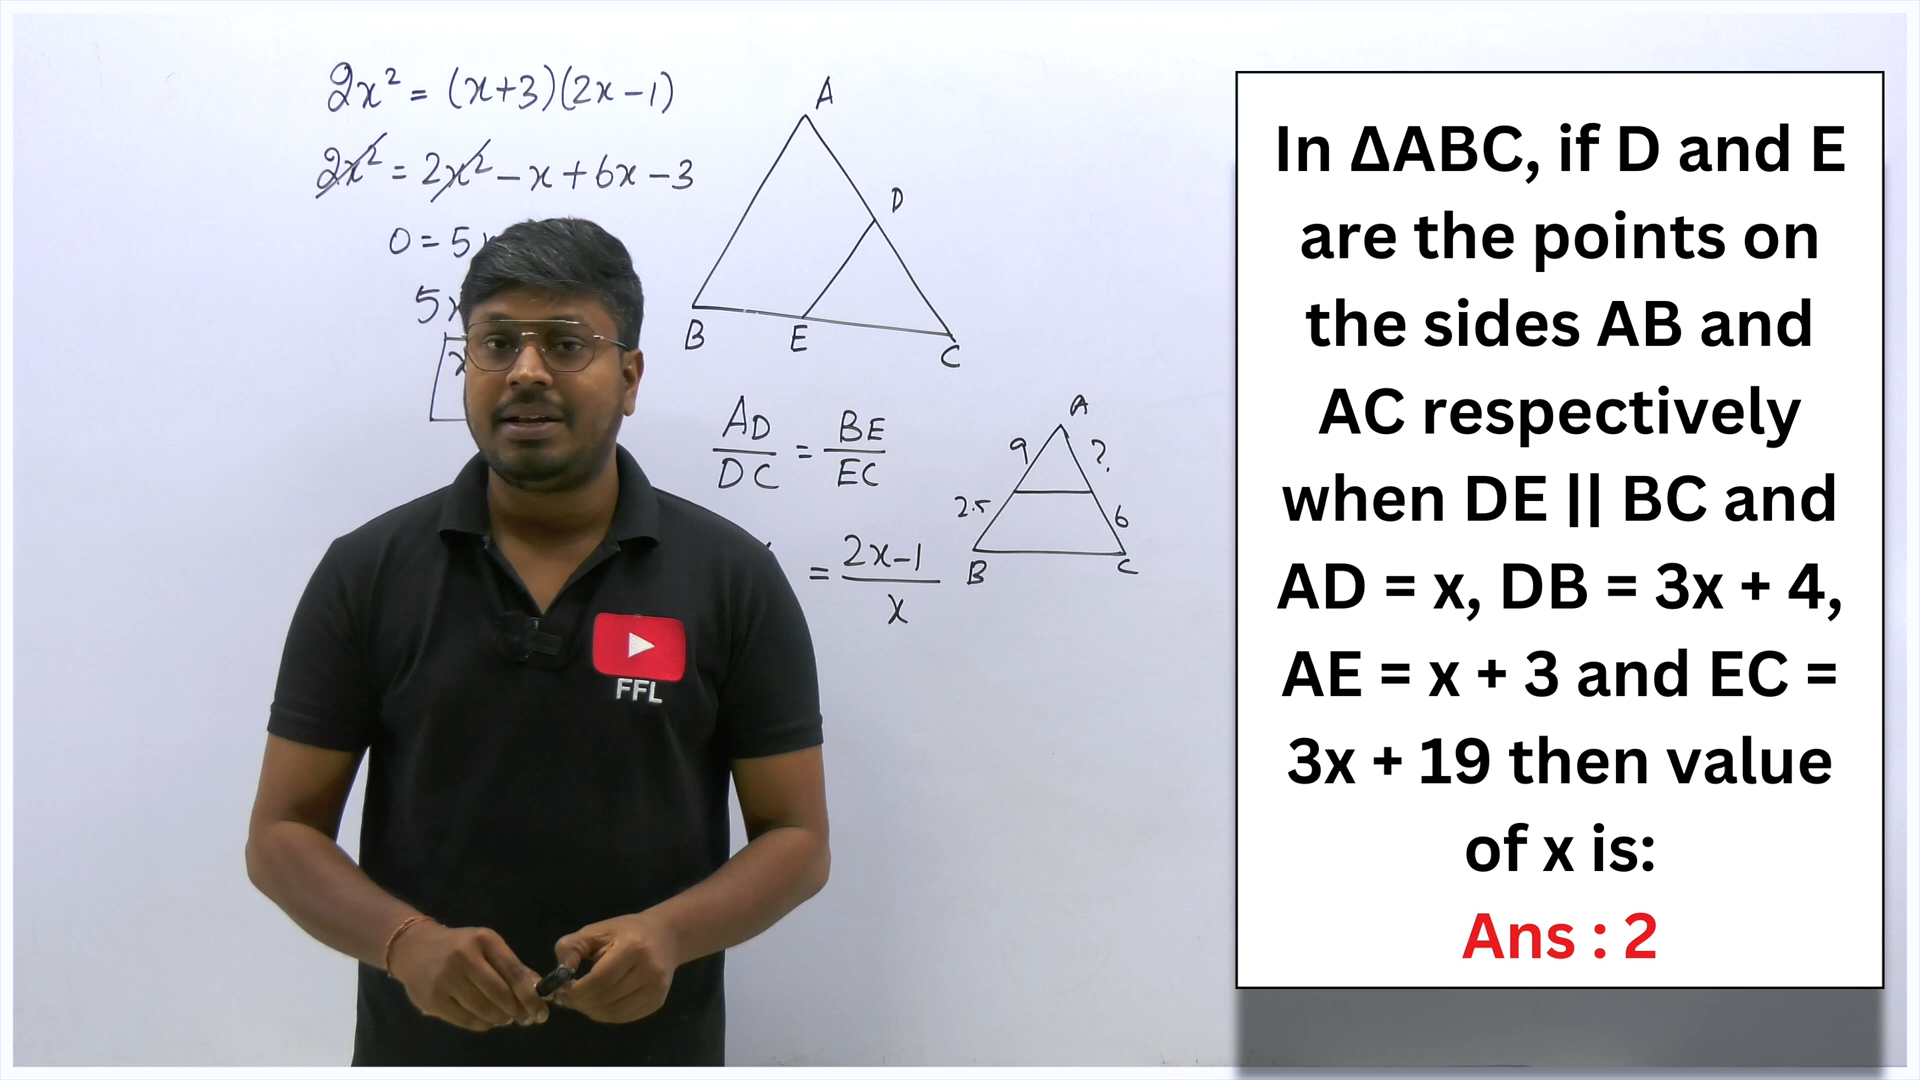 2x² = (x+3)(2x-1)
2x² = 2x² - x + 6x - 3
0 = 5x
5x
x
A
D
B
E
C
AD/DC = BE/EC
= 2x-1/x
A
9
?
2.5
6
B
C
FFL
In ΔABC, if D and E
are the points on
the sides AB and
AC respectively
when DE || BC and
AD = x, DB = 3x + 4,
AE = x + 3 and EC =
3x + 19 then value
of x is:
Ans : 2